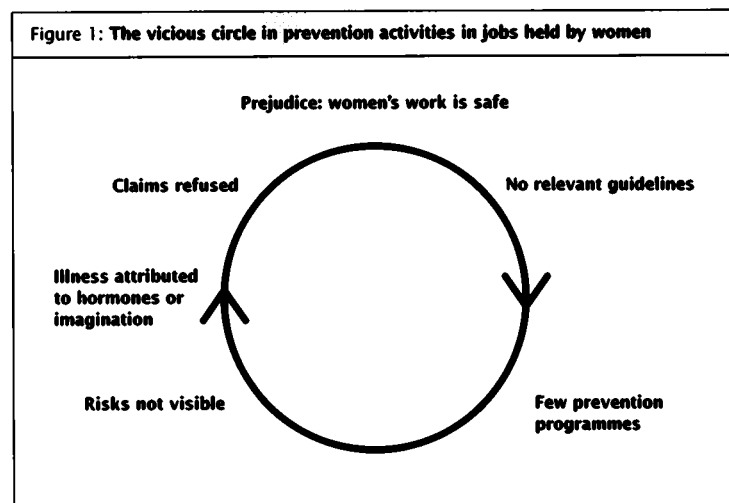 Figure 1: The vicious circle in prevention activities in jobs held by women
Prejudice: women's work is safe
Claims refused
No relevant guidelines
Illness attributed
to hormones or
imagination
Risks not visible
Few prevention
programmes